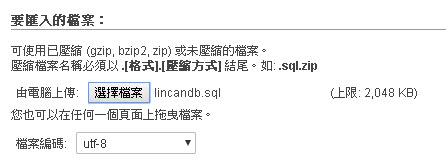 要匯入的檔案：
可使用已壓縮 (gzip, bzip2, zip) 或未壓縮的檔案。
壓縮檔案名稱必須以 .[格式].[壓縮方式] 結尾。如: .sql.zip
由電腦上傳: 選擇檔案 lincandb.sql (上限: 2,048 KB)
您也可以在任何一個頁面上拖曳檔案。
檔案編碼: utf-8